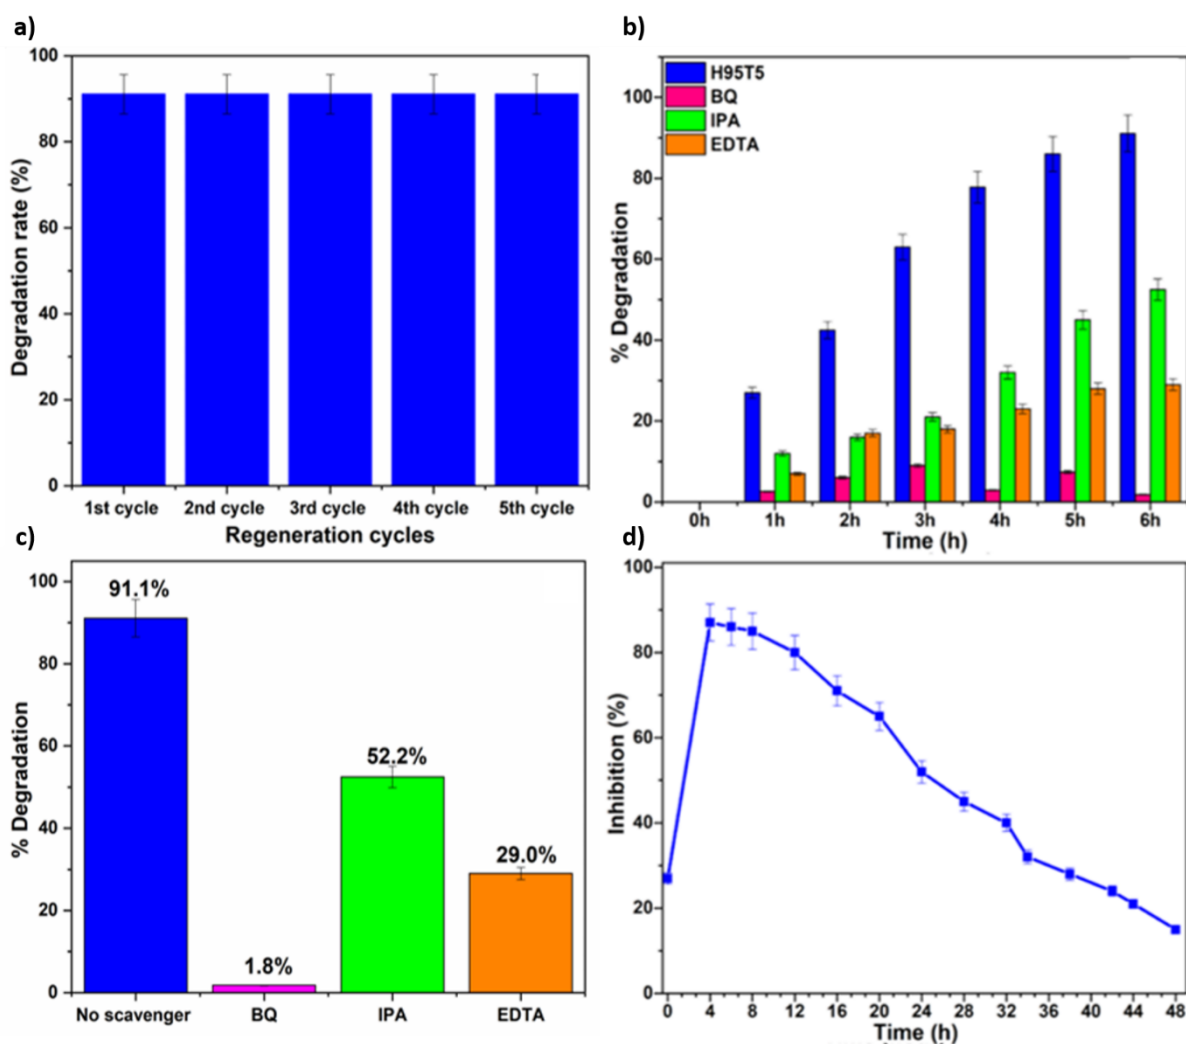 a)
100
80
60
40
20
0
Degradation rate (%)
1st cycle 2nd cycle 3rd cycle 4th cycle 5th cycle
Regeneration cycles
b)
H95T5
BQ
IPA
EDTA
100
80
60
40
20
0
% Degradation
0h 1h 2h 3h 4h 5h 6h
Time (h)
c)
100
80
60
40
20
0
% Degradation
91.1%
1.8%
52.2%
29.0%
No scavenger BQ IPA EDTA
d)
100
80
60
40
20
0
Inhibition (%)
0 4 8 12 16 20 24 28 32 36 40 44 48
Time (h)